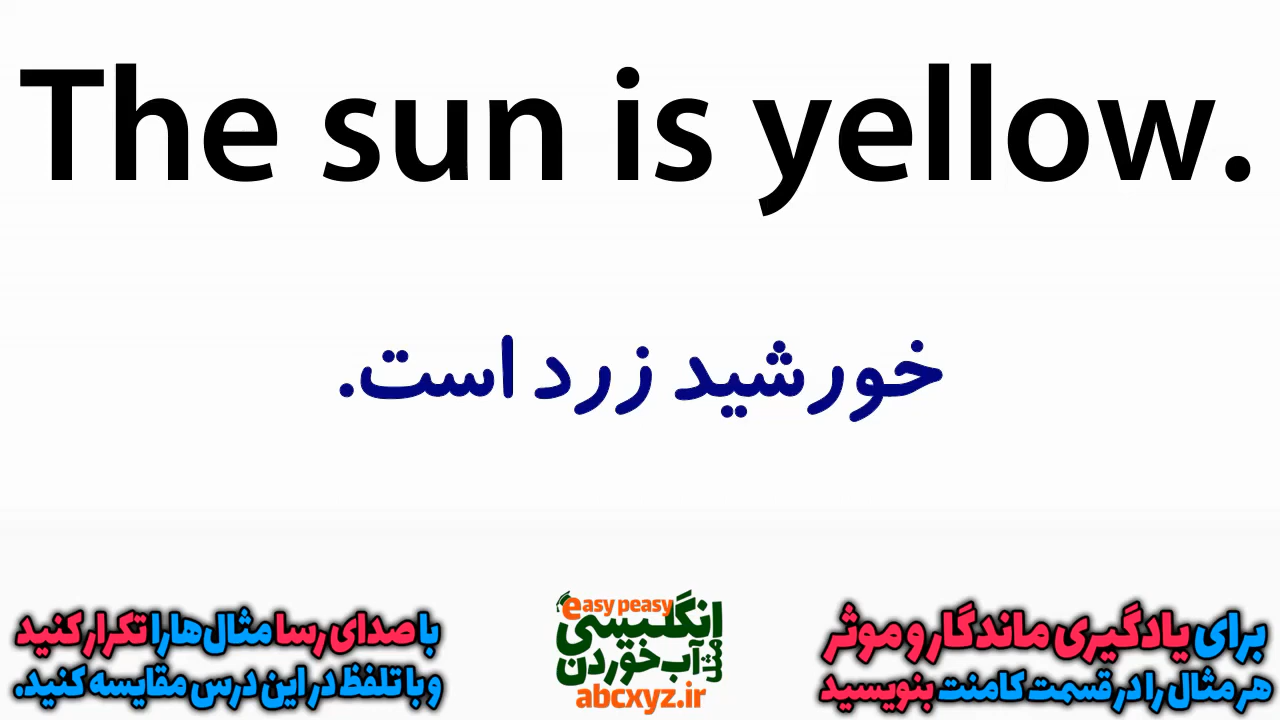 The sun is yellow.
خورشید زرد است.
برای یادگیری ماندگار و موثر
هر مثال را در قسمت کامنت بنویسید
easy peasy
انگلیسی
مثل آب خوردن
abcxyz.ir
با صدای رسا مثال‌ها را تکرار کنید
و با تلفظ در این درس مقایسه کنید.